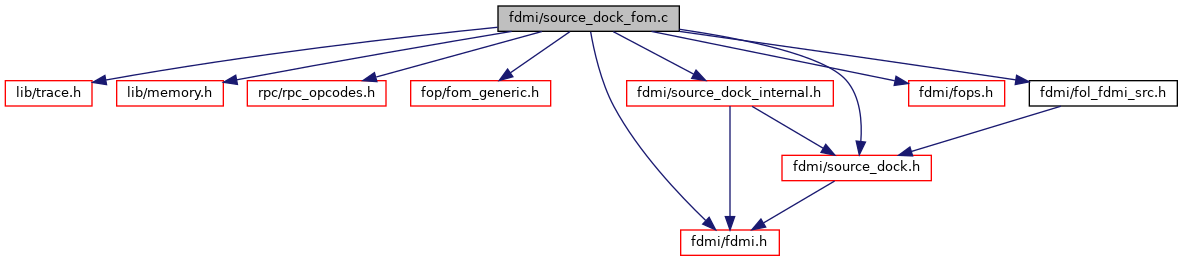 fdmi/source_dock_fom.c
lib/trace.h
lib/memory.h
rpc/rpc_opcodes.h
fop/fom_generic.h
fdmi/source_dock_internal.h
fdmi/fops.h
fdmi/fol_fdmi_src.h
fdmi/source_dock.h
fdmi/fdmi.h